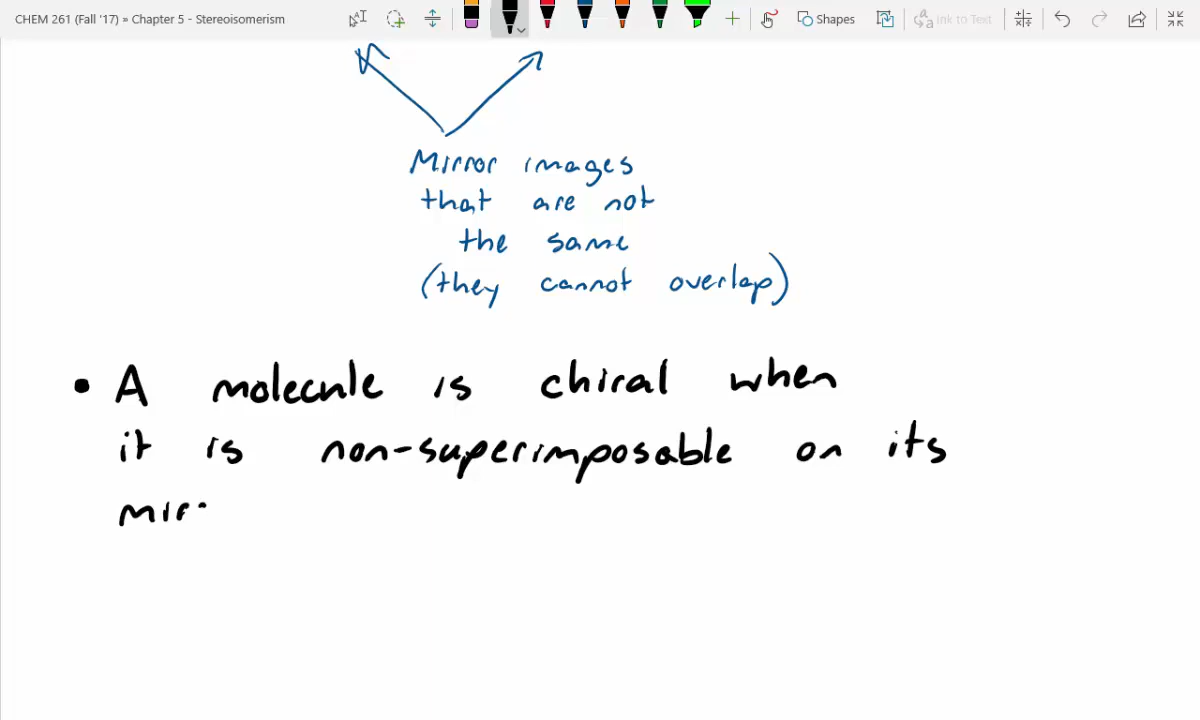 CHEM 261 (Fall '17) » Chapter 5 - Stereoisomerism
Shapes
Ink to Text
Mirror images
that are not
the same
(they cannot overlap)
• A molecule is chiral when
it is non-superimposable on its
mir